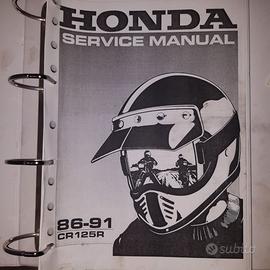 HONDA
SERVICE MANUAL
86-91
CR125R
subito